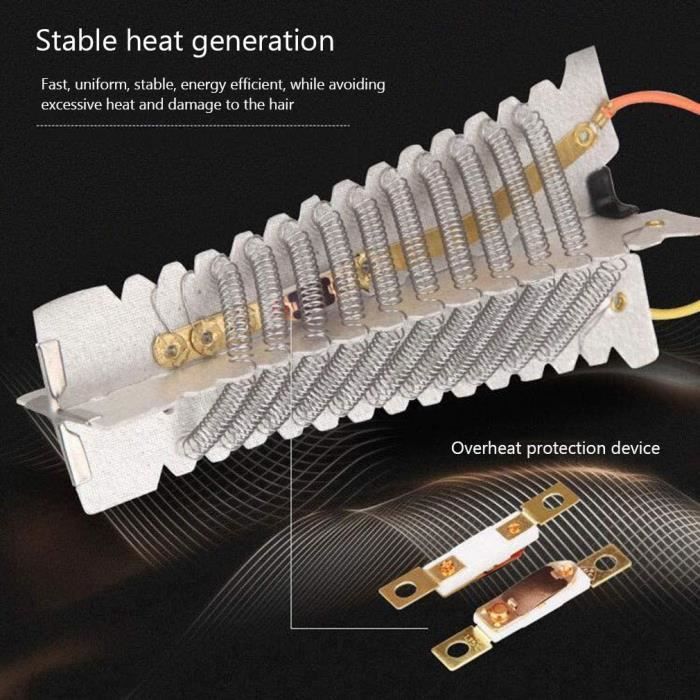 Stable heat generation
Fast, uniform, stable, energy efficient, while avoiding
excessive heat and damage to the hair
Overheat protection device